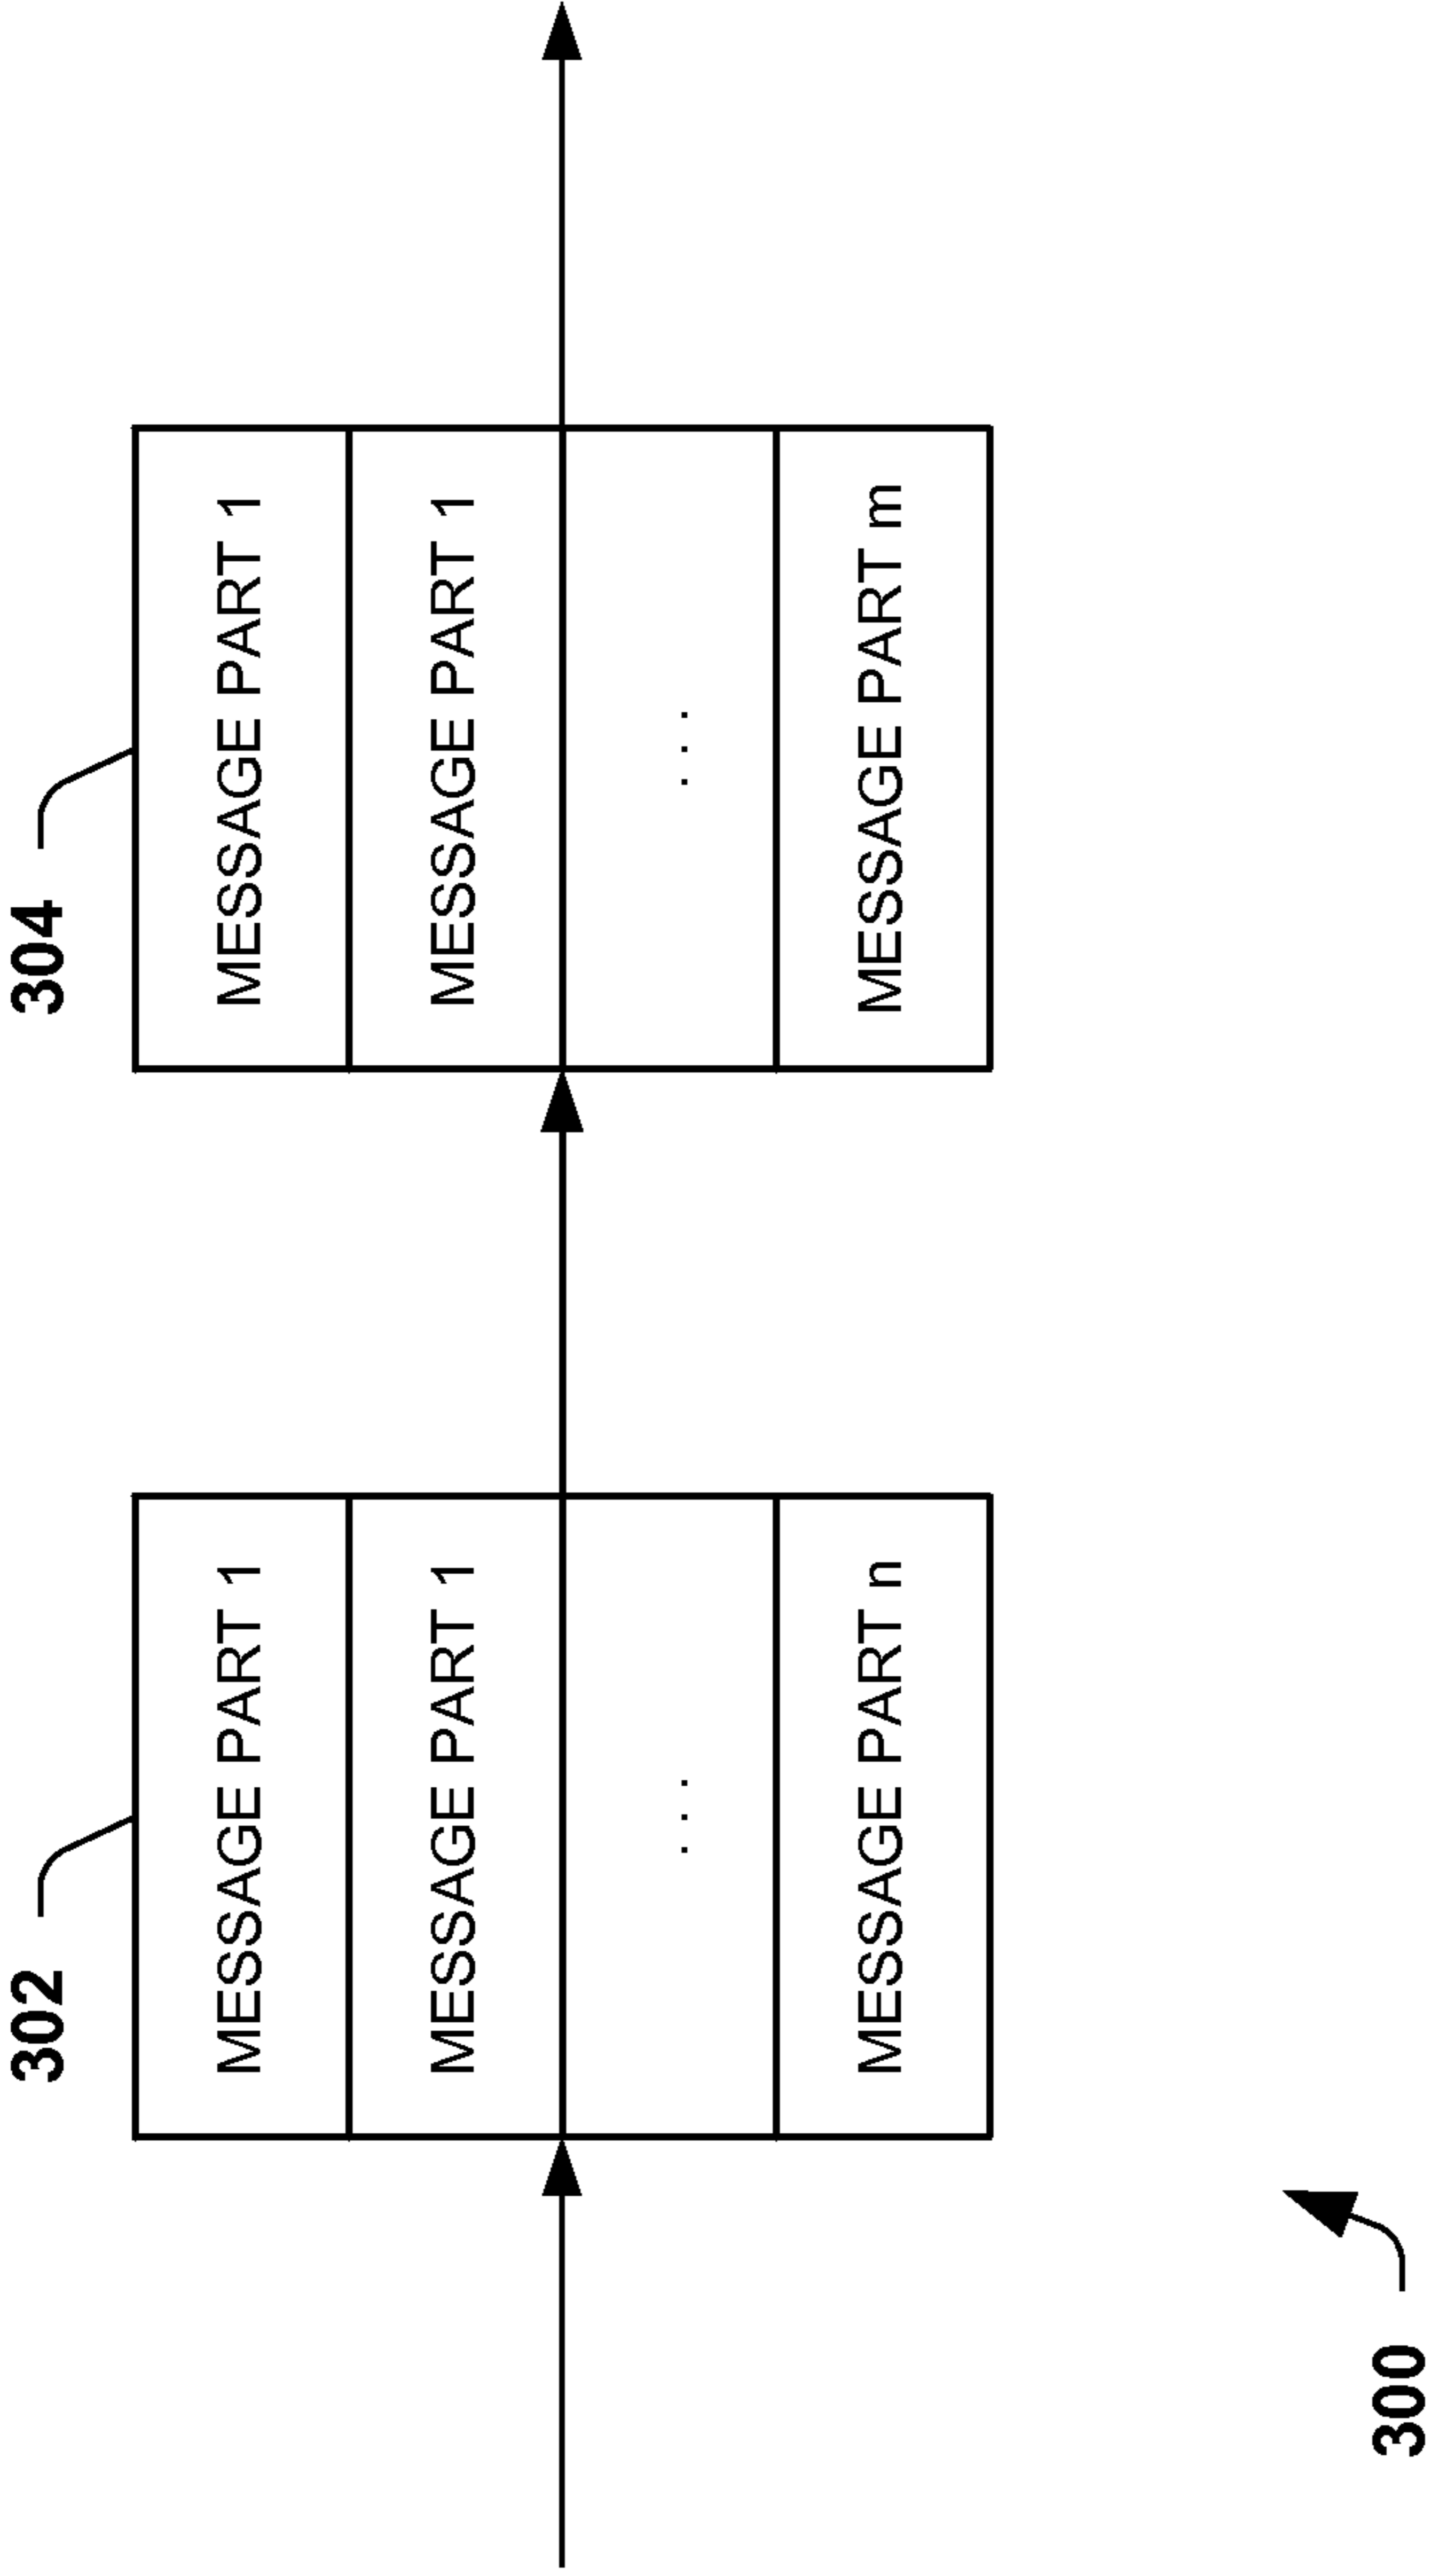 302
MESSAGE PART 1
MESSAGE PART 1
. . .
MESSAGE PART n
304
MESSAGE PART 1
MESSAGE PART 1
. . .
MESSAGE PART m
300